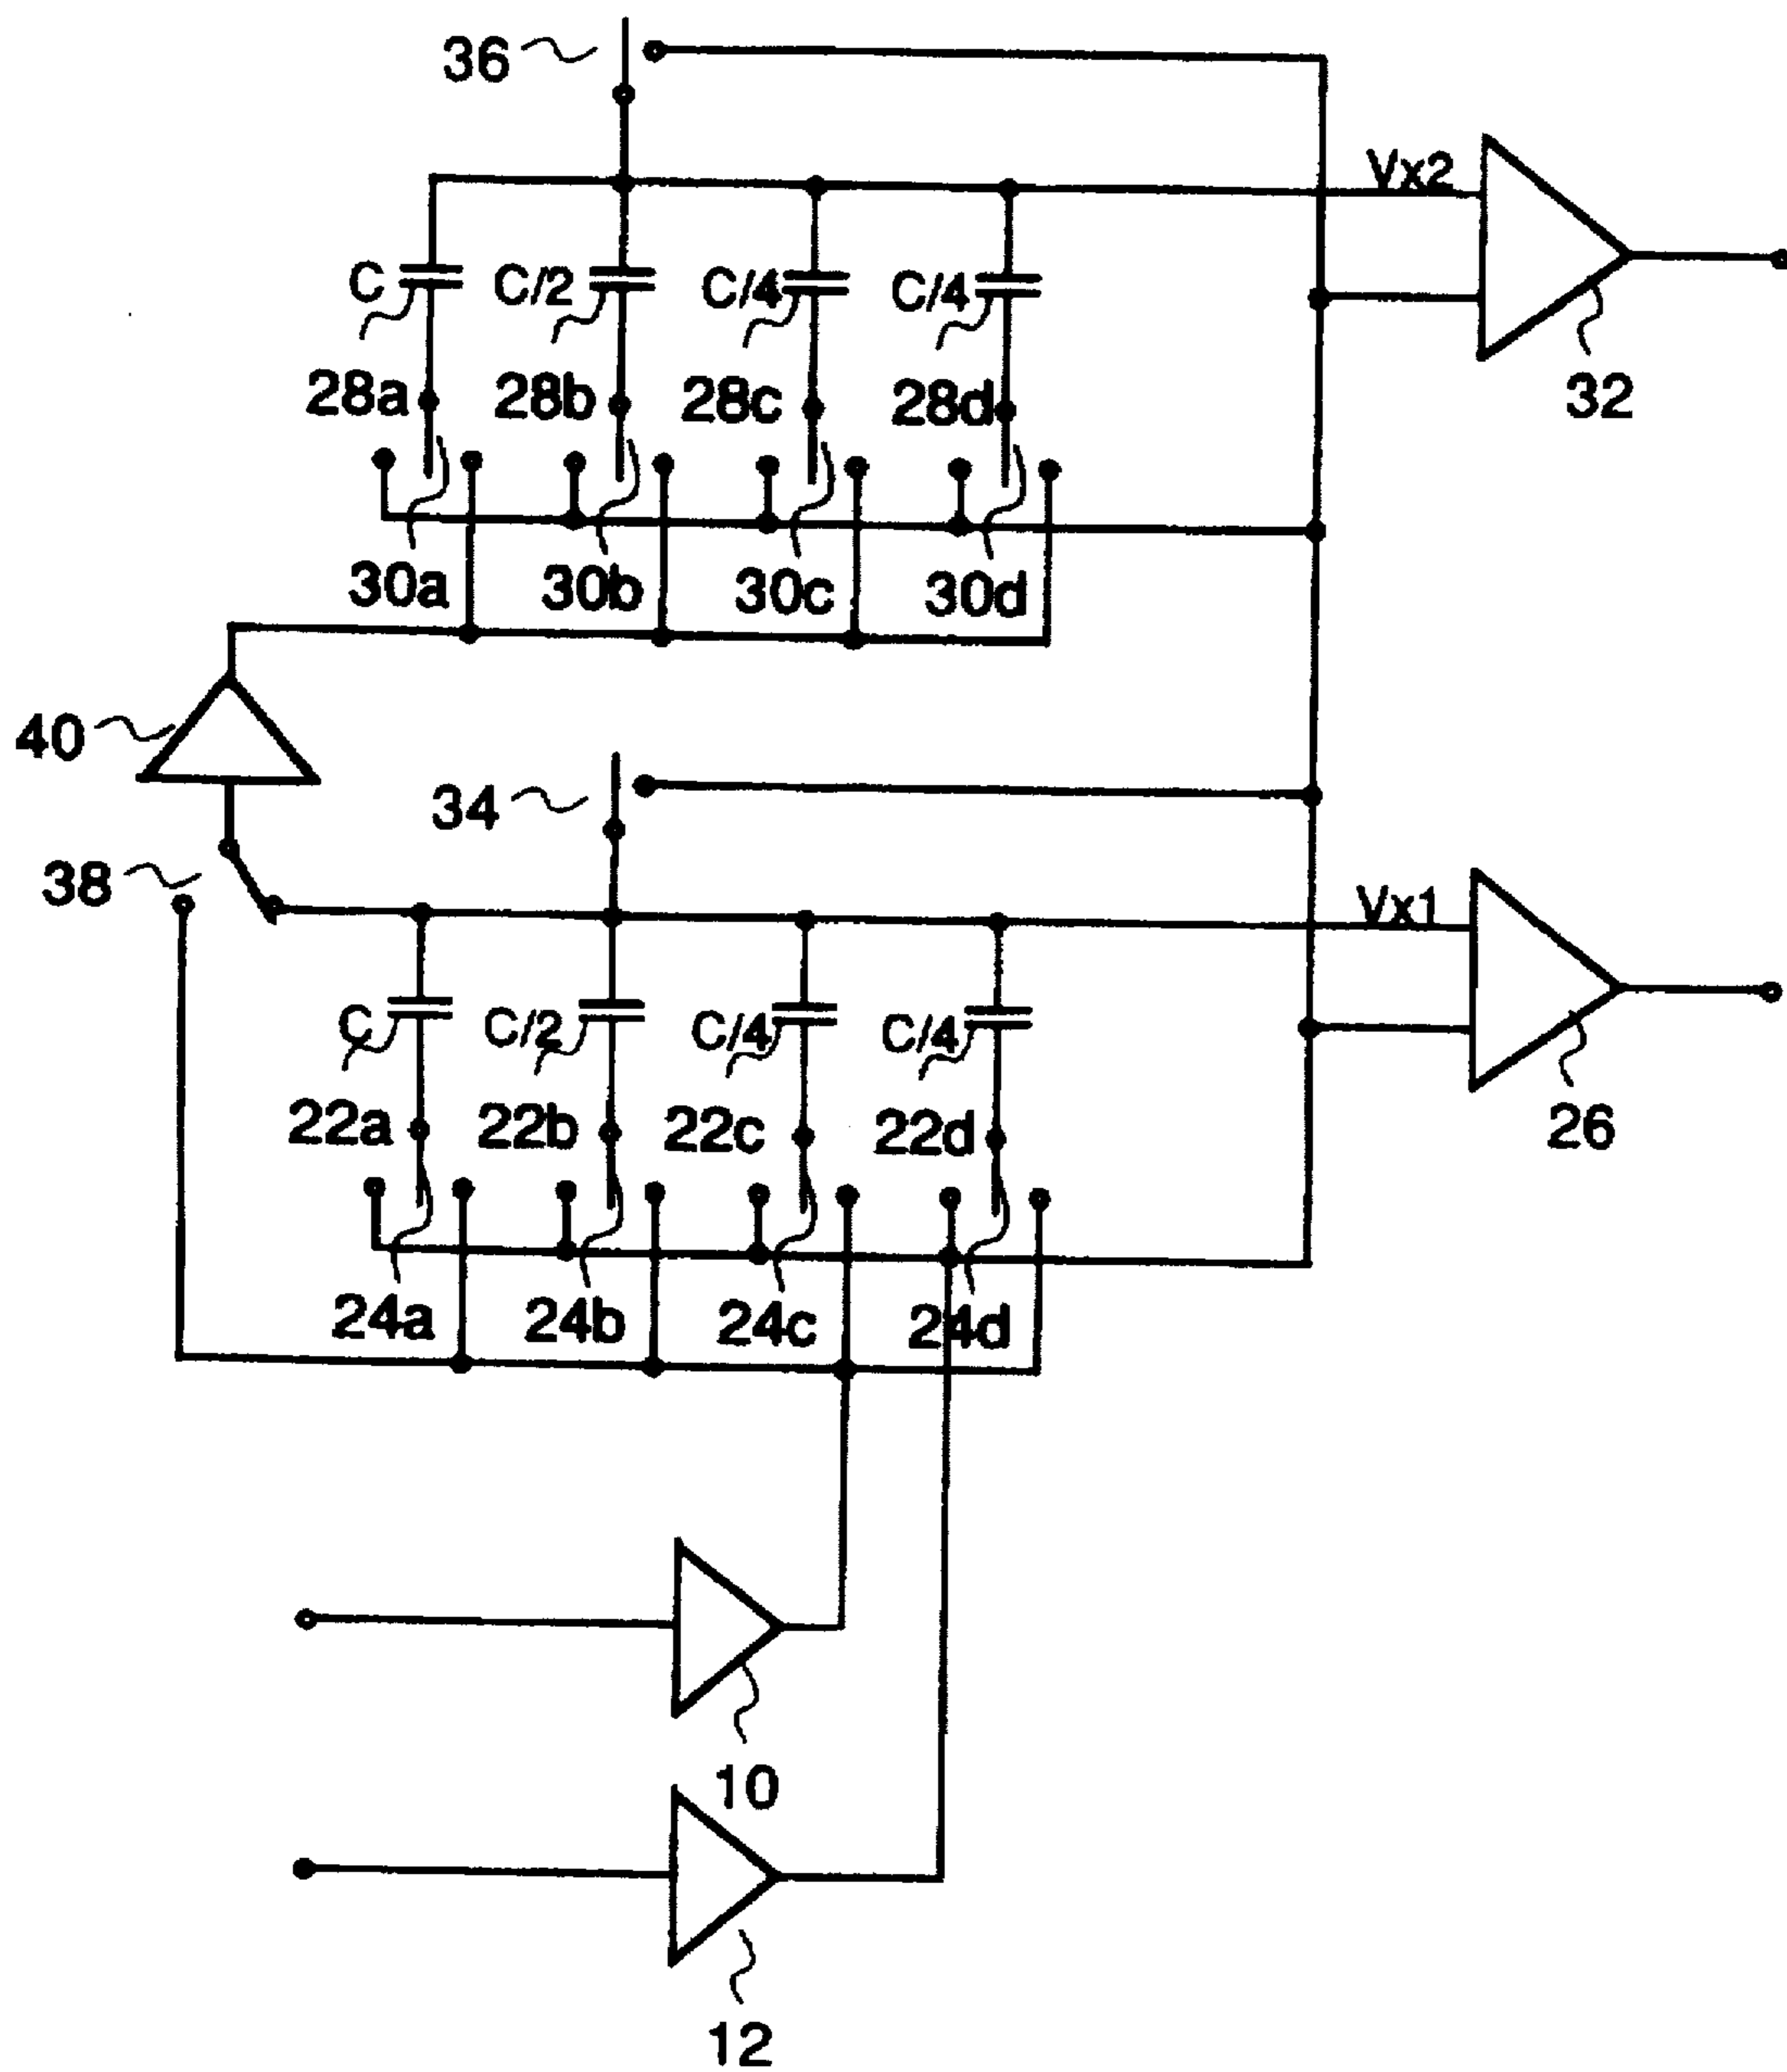 36
Vx2
C C/2 C/4 C/4
28a 28b 28c 28d
32
30a 30b 30c 30d
40
34
38
Vx1
C C/2 C/4 C/4
22a 22b 22c 22d
26
24a 24b 24c 24d
10
12